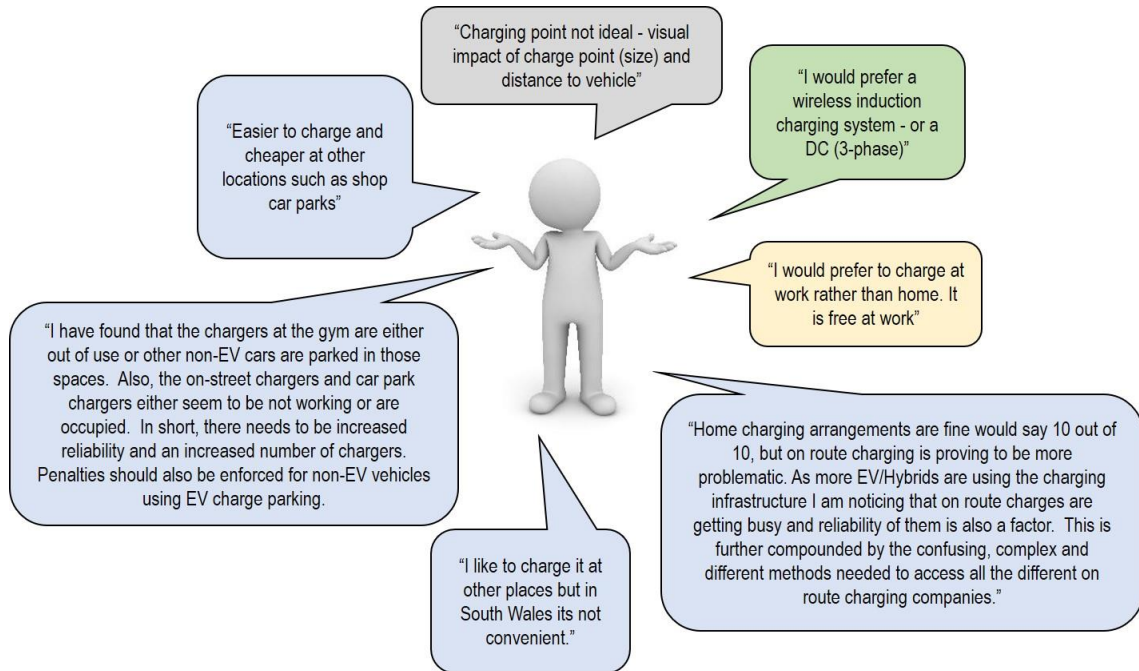 “Charging point not ideal - visual
impact of charge point (size) and
distance to vehicle”
“I would prefer a
wireless induction
charging system - or a
DC (3-phase)”
“Easier to charge and
cheaper at other
locations such as shop
car parks”
“I would prefer to charge at
work rather than home. It
is free at work”
“I have found that the chargers at the gym are either
out of use or other non-EV cars are parked in those
spaces.  Also, the on-street chargers and car park
chargers either seem to be not working or are
occupied.  In short, there needs to be increased
reliability and an increased number of chargers.
Penalties should also be enforced for non-EV vehicles
using EV charge parking.
“Home charging arrangements are fine would say 10 out of
10, but on route charging is proving to be more
problematic. As more EV/Hybrids are using the charging
infrastructure I am noticing that on route charges are
getting busy and reliability of them is also a factor.  This is
further compounded by the confusing, complex and
different methods needed to access all the different on
route charging companies.”
“I like to charge it at
other places but in
South Wales its not
convenient.”